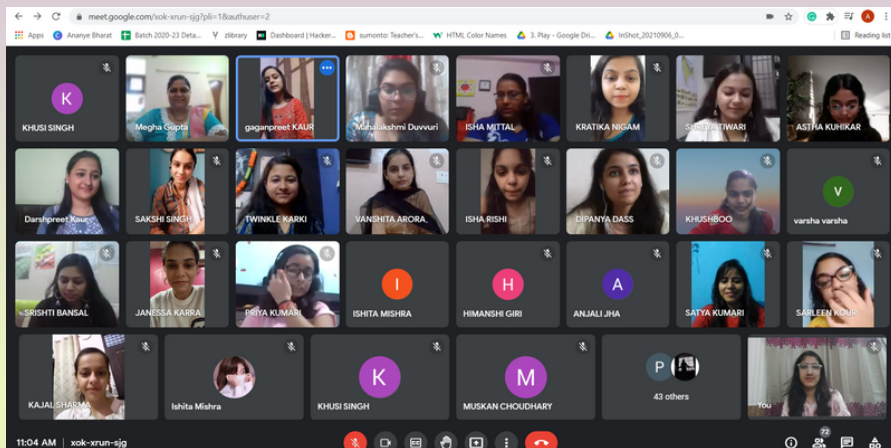 meet.google.com/xok-xrun-sjg?pli=1&authuser=2
A
Apps Ananye Bharat Batch 2020-23 Deta... zlibrary Dashboard | Hacker... sumonto: Teacher's... HTML Color Names 3. Play - Google Dri... InShot_20210906_0... Reading list
K V
KHUSI SINGH Megha Gupta gaganpreet KAUR Mahalakshmi Duvvuri ISHA MITTAL KRATIKA NIGAM SHREYA TIWARI ASTHA KUHIKAR
Darshpreet Kaur SAKSHI SINGH TWINKLE KARKI VANSHITA ARORA. ISHA RISHI DIPANYA DASS KHUSHBOO varsha varsha
I H A
SRISHTI BANSAL JANESSA KARRA PRIYA KUMARI ISHITA MISHRA HIMANSHI GIRI ANJALI JHA SATYA KUMARI SARLEEN KOUR
K M P
KAJAL SHARMA Ishita Mishra KHUSI SINGH MUSKAN CHOUDHARY 43 others You
11:04 AM | xok-xrun-sjg 72